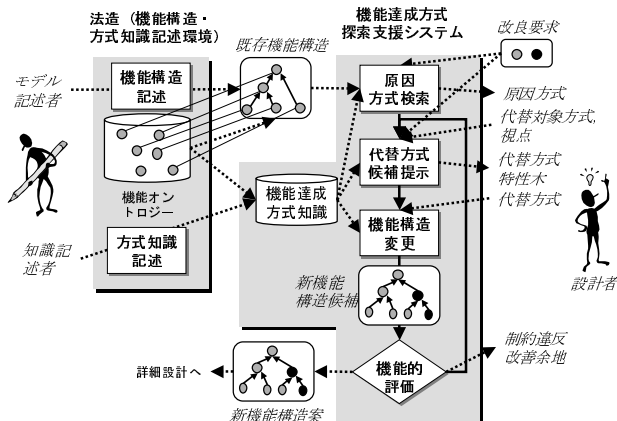 法造（機能構造・
方式知識記述環境）
機能達成方式
探索支援システム
改良要求
既存機能構造
モデル
記述者
機能構造
記述
原因
方式検索
原因方式
代替対象方式,
視点
代替方式
候補提示
代替方式
特性木
代替方式
機能オン
トロジー
機能達成
方式知識
機能構造
変更
方式知識
記述
知識記
述者
設計者
新機能
構造候補
制約違反
改善余地
機能的
評価
詳細設計へ
新機能構造案